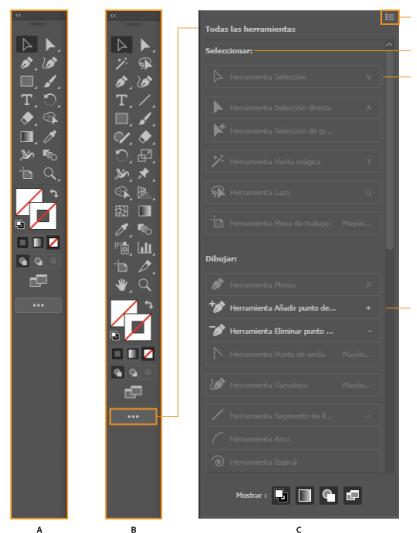 Todas las herramientas
Seleccionar:
Herramienta Selección V
Herramienta Selección directa A
Herramienta Selección de gr...
Herramienta Varita mágica Y
Herramienta Lazo Q
Herramienta Mesa de trabajo Mayús...
Dibujar:
Herramienta Pluma P
Herramienta Añadir punto de... +
Herramienta Eliminar punto ... -
Herramienta Punto de ancla Mayús...
Herramienta Curvatura Mayús...
Herramienta Segmento de lí... <
Herramienta Arco
Herramienta Espiral
Mostrar :
A B C